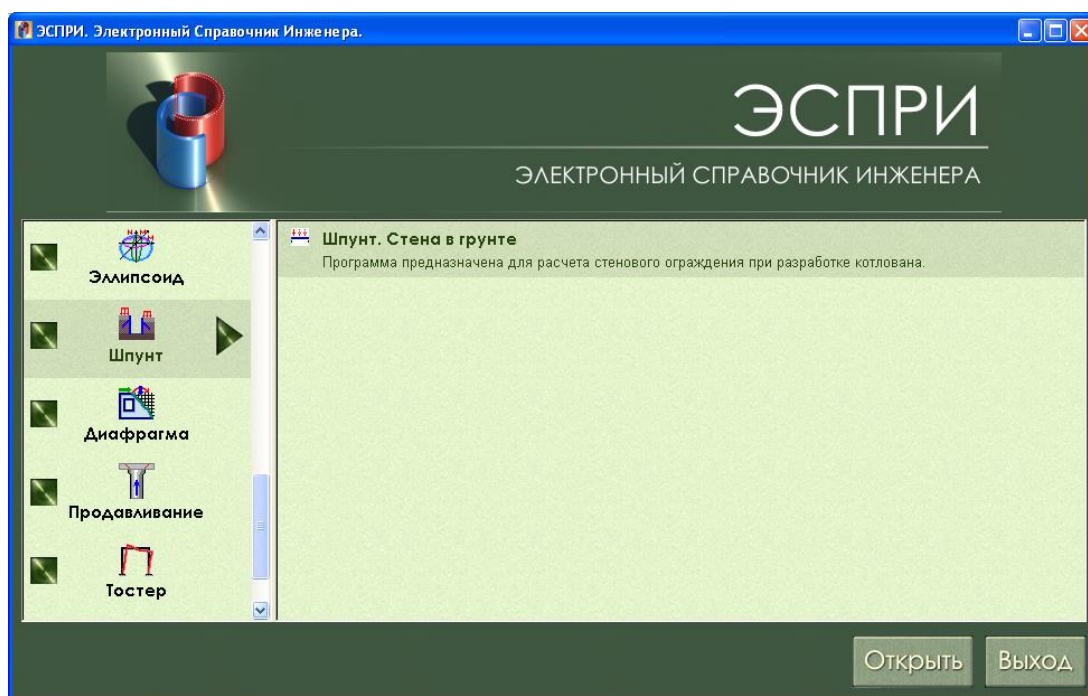 ЭСПРИ. Электронный Справочник Инженера.
ЭСПРИ
ЭЛЕКТРОННЫЙ СПРАВОЧНИК ИНЖЕНЕРА
Эллипсоид
Шпунт
Диафрагма
Продавливание
Тостер
Шпунт. Стена в грунте
Программа предназначена для расчета стенового ограждения при разработке котлована.
Открыть
Выход